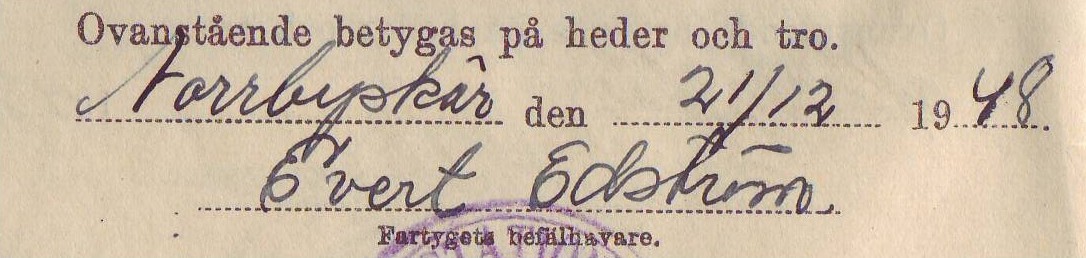 Ovanstående betygas på heder och tro.
Norrbyskär den 21/12 1948
Evert Edström
Fartygets befälhavare.